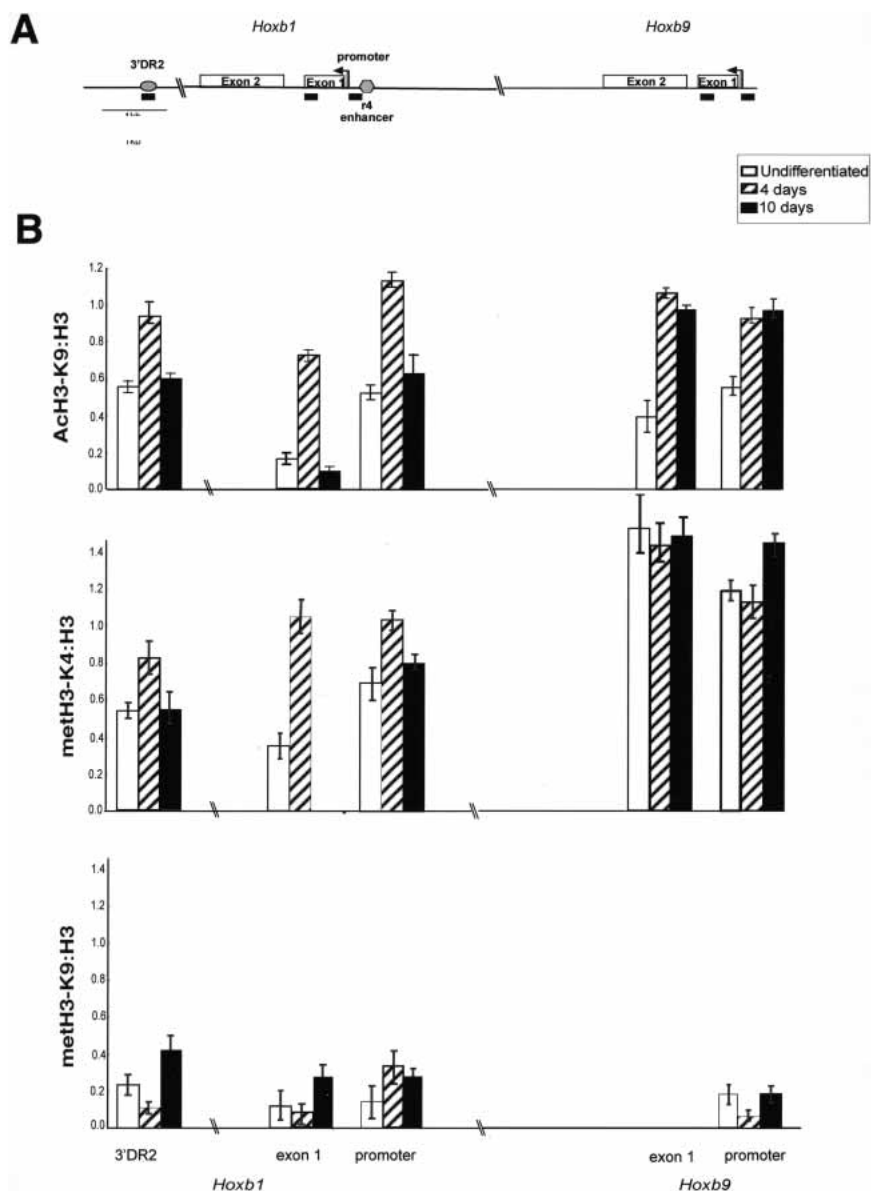 A
Hoxb1
Hoxb9
3'DR2
promoter
Exon 2
Exon 1
Exon 2
Exon 1
r4
enhancer
Undifferentiated
4 days
10 days
B
AcH3-K9:H3
1.2
1.0
0.8
0.6
0.4
0.2
0.0
metH3-K4:H3
1.4
1.2
1.0
0.8
0.6
0.4
0.2
0.0
metH3-K9:H3
1.4
1.2
1.0
0.8
0.6
0.4
0.2
0.0
3'DR2
exon 1
promoter
exon 1
promoter
Hoxb1
Hoxb9